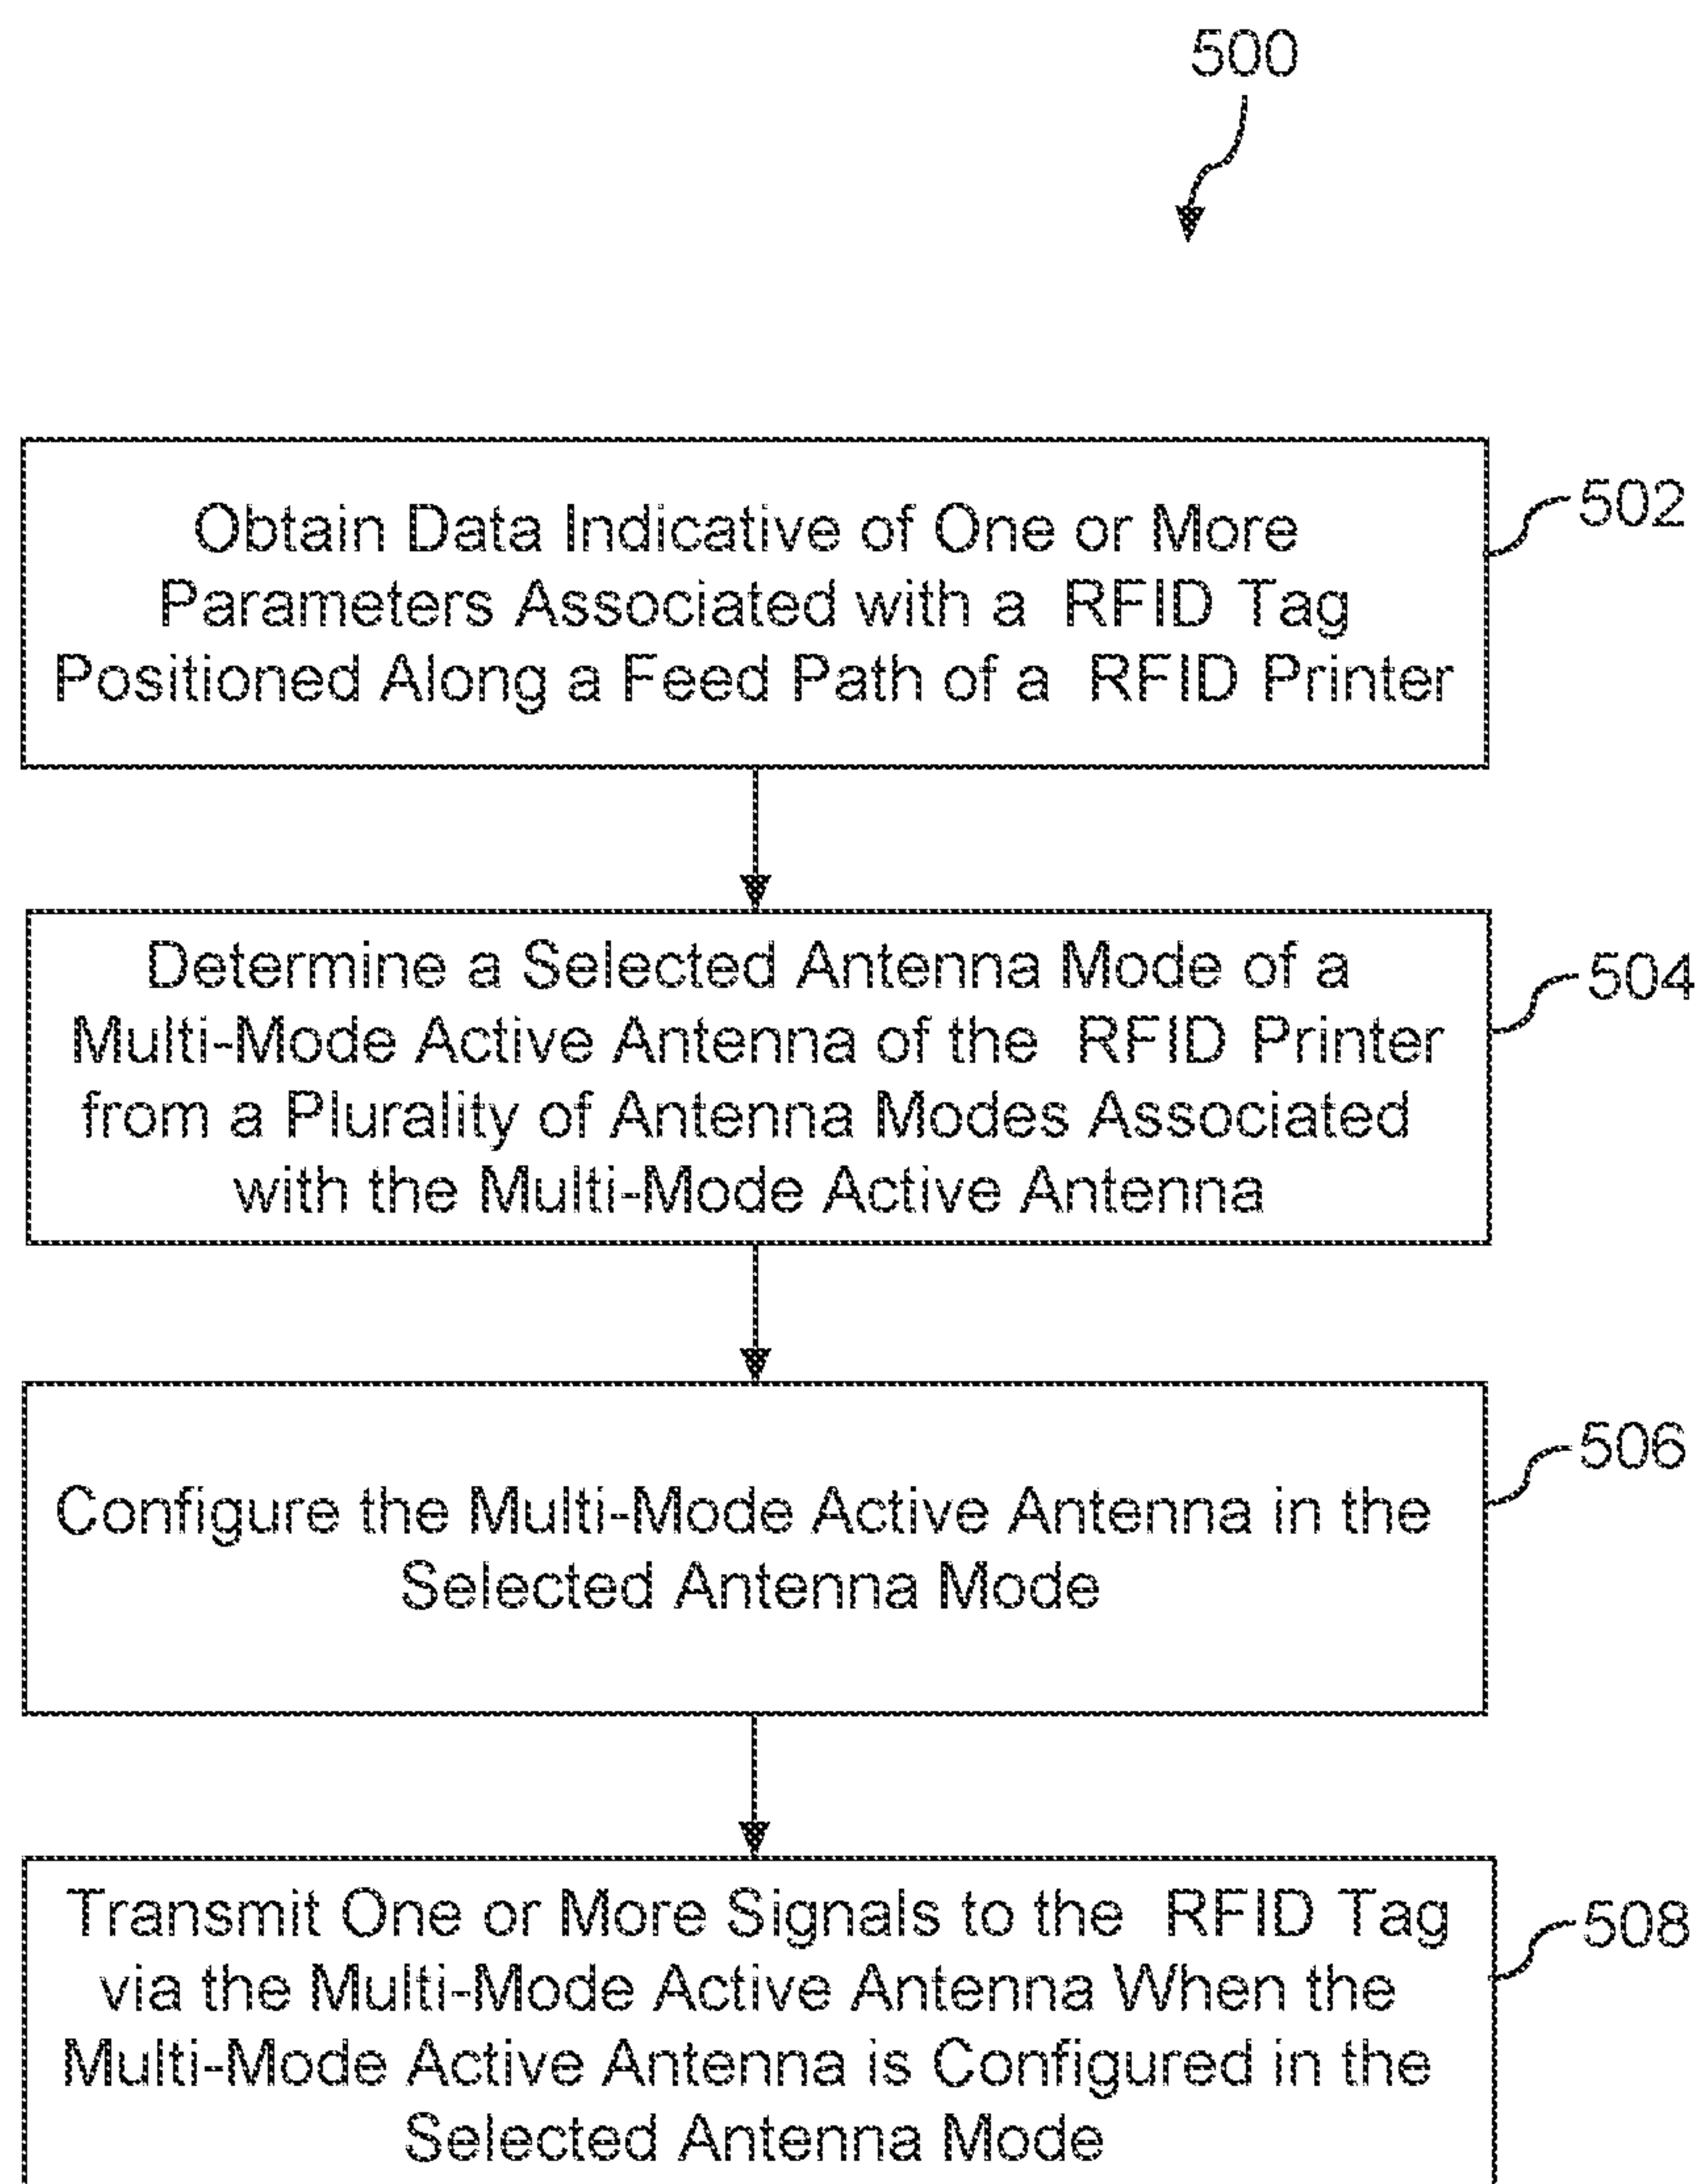 500
Obtain Data Indicative of One or More
Parameters Associated with a RFID Tag
Positioned Along a Feed Path of a RFID Printer
502
Determine a Selected Antenna Mode of a
Multi-Mode Active Antenna of the RFID Printer
from a Plurality of Antenna Modes Associated
with the Multi-Mode Active Antenna
504
Configure the Multi-Mode Active Antenna in the
Selected Antenna Mode
506
Transmit One or More Signals to the RFID Tag
via the Multi-Mode Active Antenna When the
Multi-Mode Active Antenna is Configured in the
Selected Antenna Mode
508